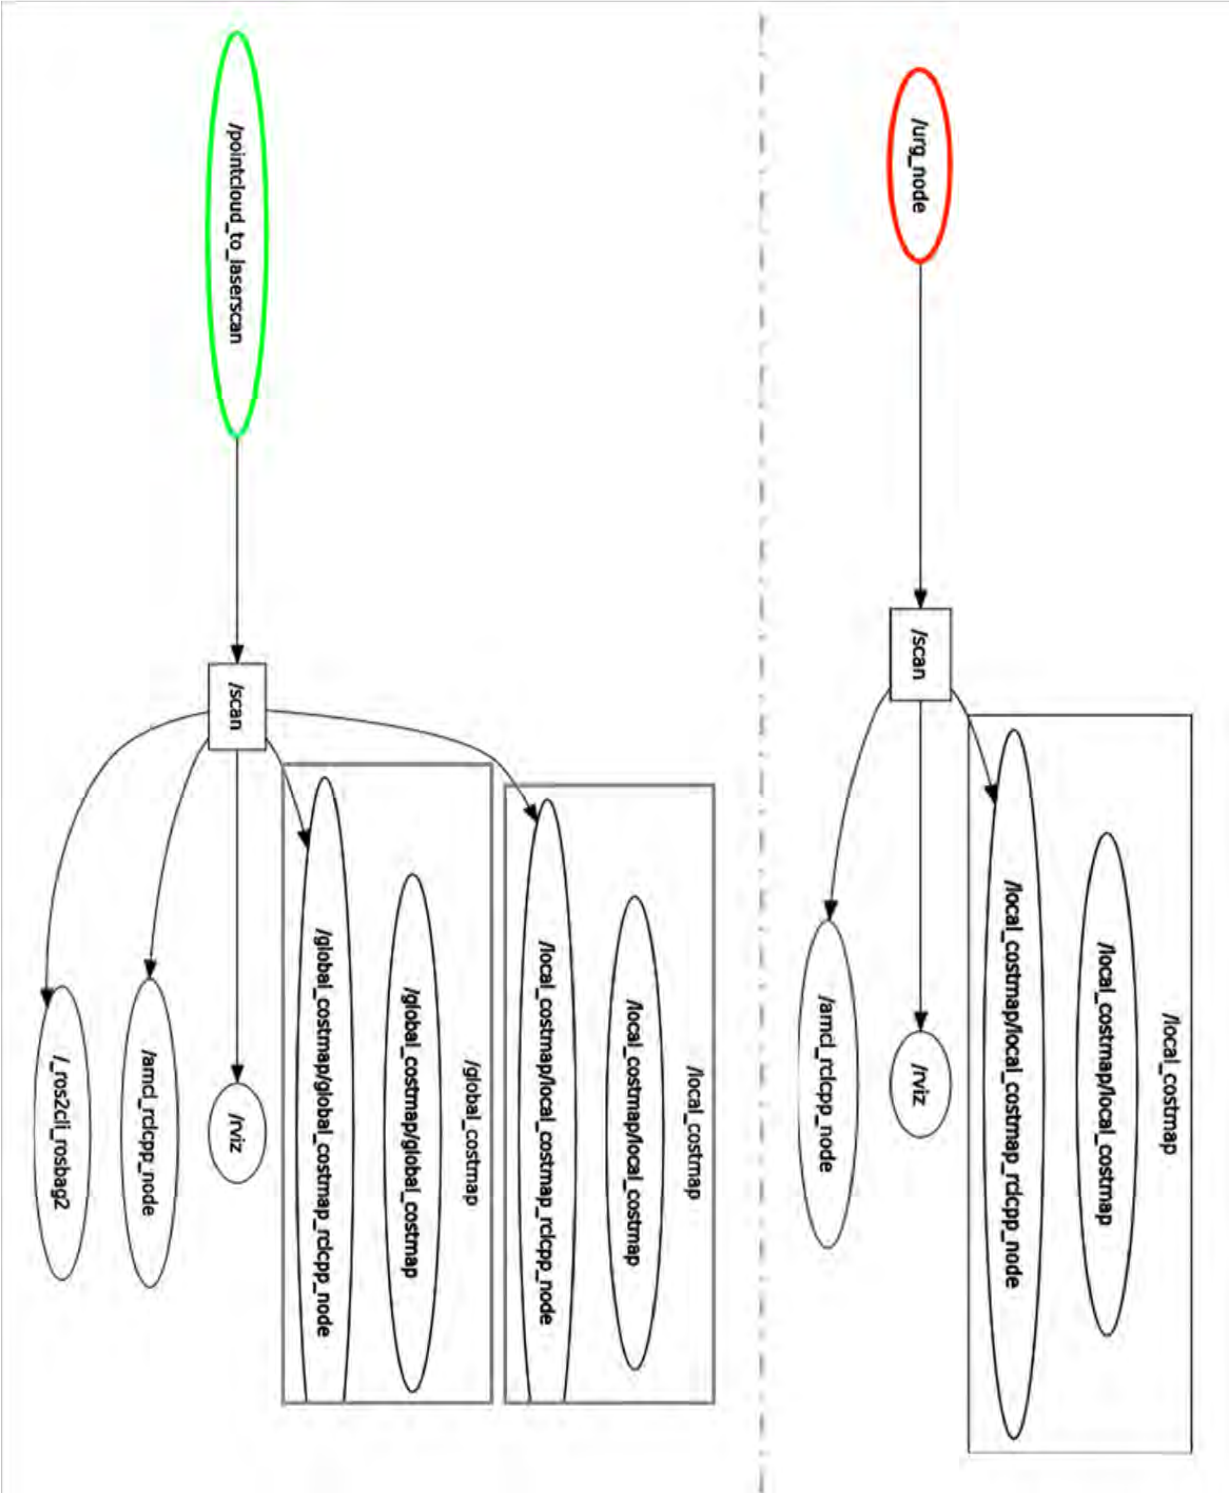 /urg_node
/scan
/local_costmap
/local_costmap/local_costmap
/local_costmap/local_costmap_rclcpp_node
/rviz
/amcl_rclcpp_node
/pointcloud_to_laserscan
/scan
/local_costmap
/local_costmap/local_costmap
/local_costmap/local_costmap_rclcpp_node
/global_costmap
/global_costmap/global_costmap
/global_costmap/global_costmap_rclcpp_node
/rviz
/amcl_rclcpp_node
/_ros2cli_rosbag2